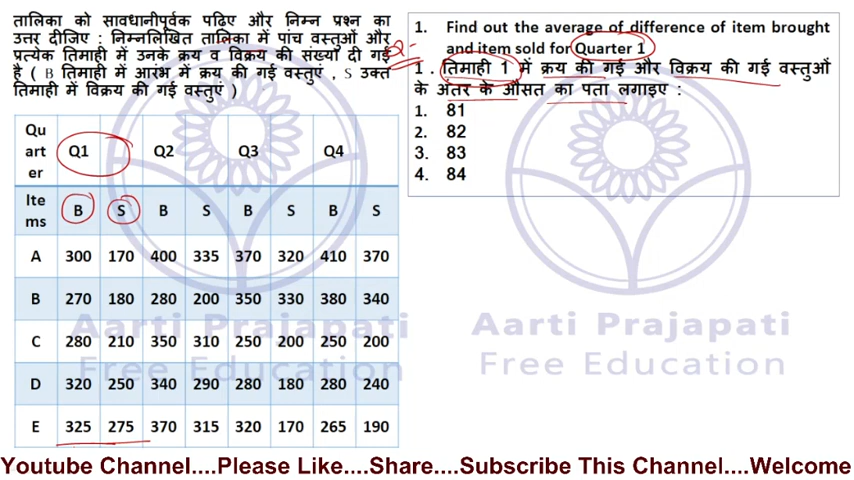 तालिका को सावधानीपूर्वक पढ़िए और निम्न प्रश्न का
उत्तर दीजिए : निम्नलिखित तालिका में पांच वस्तुओं और
प्रत्येक तिमाही में उनके क्रय व विक्रय की संख्या दी गई
है ( B तिमाही में आरंभ में क्रय की गई वस्तुएं , S उक्त
तिमाही में विक्रय की गई वस्तुएं )
Qu
art
er
Q1 Q2 Q3 Q4
Ite
ms
B S B S B S B S
A 300 170 400 335 370 320 410 370
B 270 180 280 200 350 330 380 340
C 280 210 350 310 250 200 250 200
D 320 250 340 290 280 180 280 240
E 325 275 370 315 320 170 265 190
1. Find out the average of difference of item brought
and item sold for Quarter 1
1 . तिमाही 1 में क्रय की गई और विक्रय की गई वस्तुओं
के अंतर के औसत का पता लगाइए :
1. 81
2. 82
3. 83
4. 84
Aarti Prajapati
Free Education
Aarti Prajapati
Free Education
Youtube Channel....Please Like....Share....Subscribe This Channel....Welcome